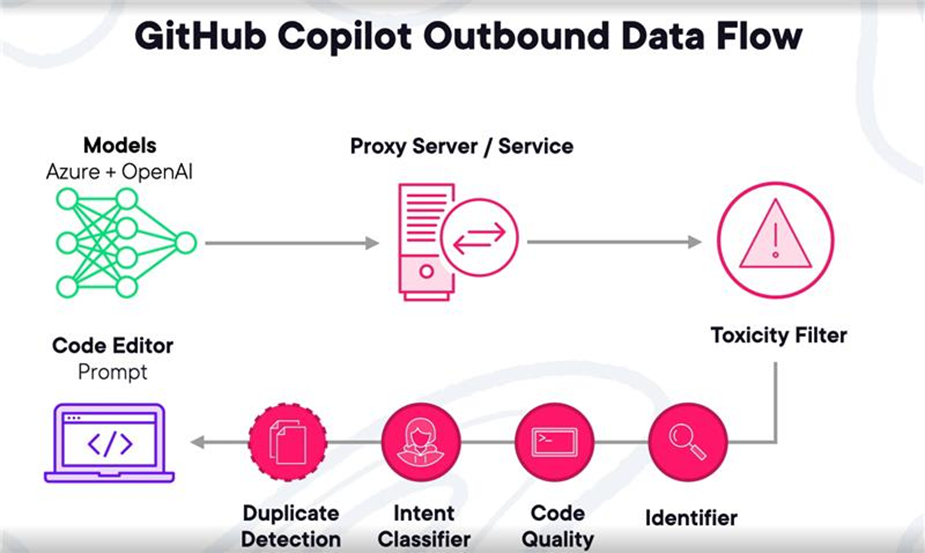 GitHub Copilot Outbound Data Flow
Models
Azure + OpenAI
Proxy Server / Service
Toxicity Filter
Code Editor
Prompt
</>
>_
Duplicate
Detection
Intent
Classifier
Code
Quality
Identifier